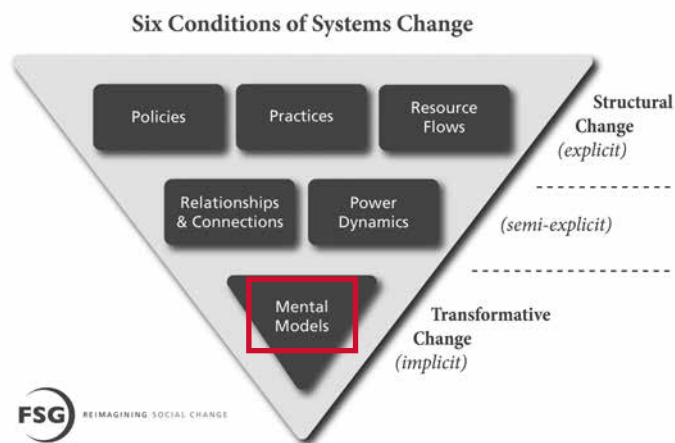 Six Conditions of Systems Change
Policies
Practices
Resource
Flows
Structural
Change
(explicit)
Relationships
& Connections
Power
Dynamics
(semi-explicit)
Mental
Models
Transformative
Change
(implicit)
FSG
REIMAGINING SOCIAL CHANGE